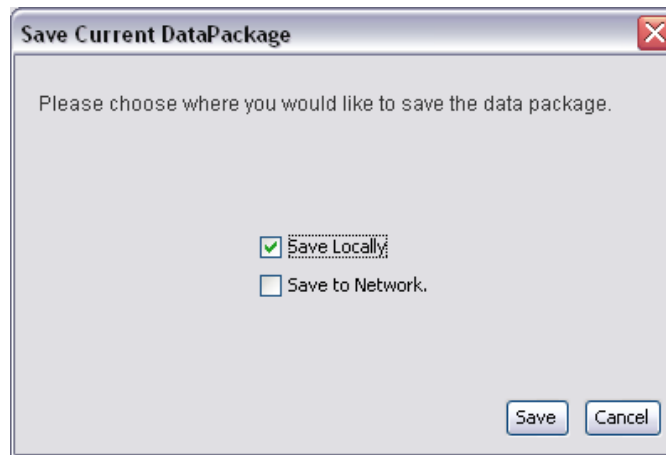 Save Current DataPackage
Please choose where you would like to save the data package.
Save Locally
Save to Network.
Save Cancel